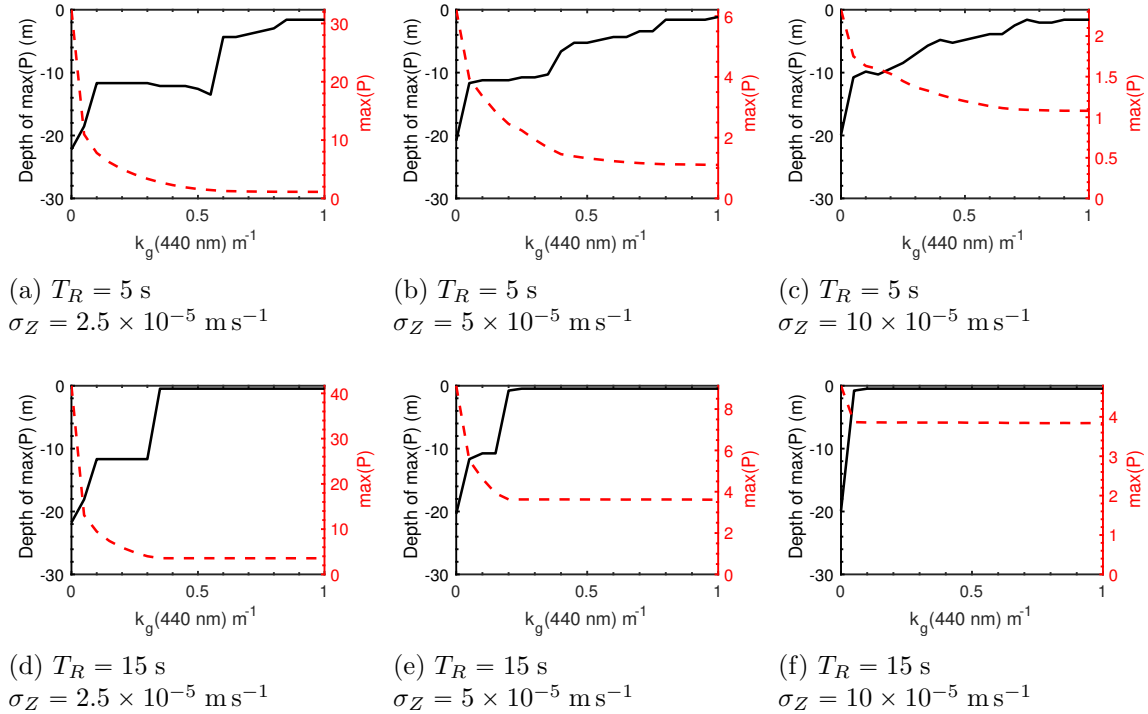 0
-10
-20
-30
Depth of max(P) (m)
0
0.5
1
k_g(440 nm) m^-1
30
20
10
0
max(P)
(a) T_R = 5 s
σ_Z = 2.5 × 10^−5 m s^−1
0
-10
-20
-30
Depth of max(P) (m)
0
0.5
1
k_g(440 nm) m^-1
6
4
2
0
max(P)
(b) T_R = 5 s
σ_Z = 5 × 10^−5 m s^−1
0
-10
-20
-30
Depth of max(P) (m)
0
0.5
1
k_g(440 nm) m^-1
2
1.5
1
0.5
0
max(P)
(c) T_R = 5 s
σ_Z = 10 × 10^−5 m s^−1
0
-10
-20
-30
Depth of max(P) (m)
0
0.5
1
k_g(440 nm) m^-1
40
30
20
10
0
max(P)
(d) T_R = 15 s
σ_Z = 2.5 × 10^−5 m s^−1
0
-10
-20
-30
Depth of max(P) (m)
0
0.5
1
k_g(440 nm) m^-1
8
6
4
2
0
max(P)
(e) T_R = 15 s
σ_Z = 5 × 10^−5 m s^−1
0
-10
-20
-30
Depth of max(P) (m)
0
0.5
1
k_g(440 nm) m^-1
4
3
2
1
0
max(P)
(f) T_R = 15 s
σ_Z = 10 × 10^−5 m s^−1